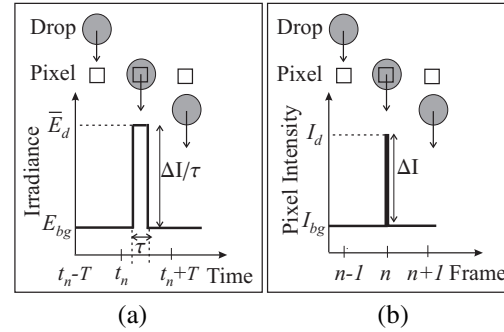 Drop
Pixel
Irradiance
E̅_d
ΔI/τ
E_bg
τ
t_n-T
t_n
t_n+T
Time
(a)
Drop
Pixel
Pixel Intensity
I_d
ΔI
I_bg
n-1
n
n+1
Frame
(b)